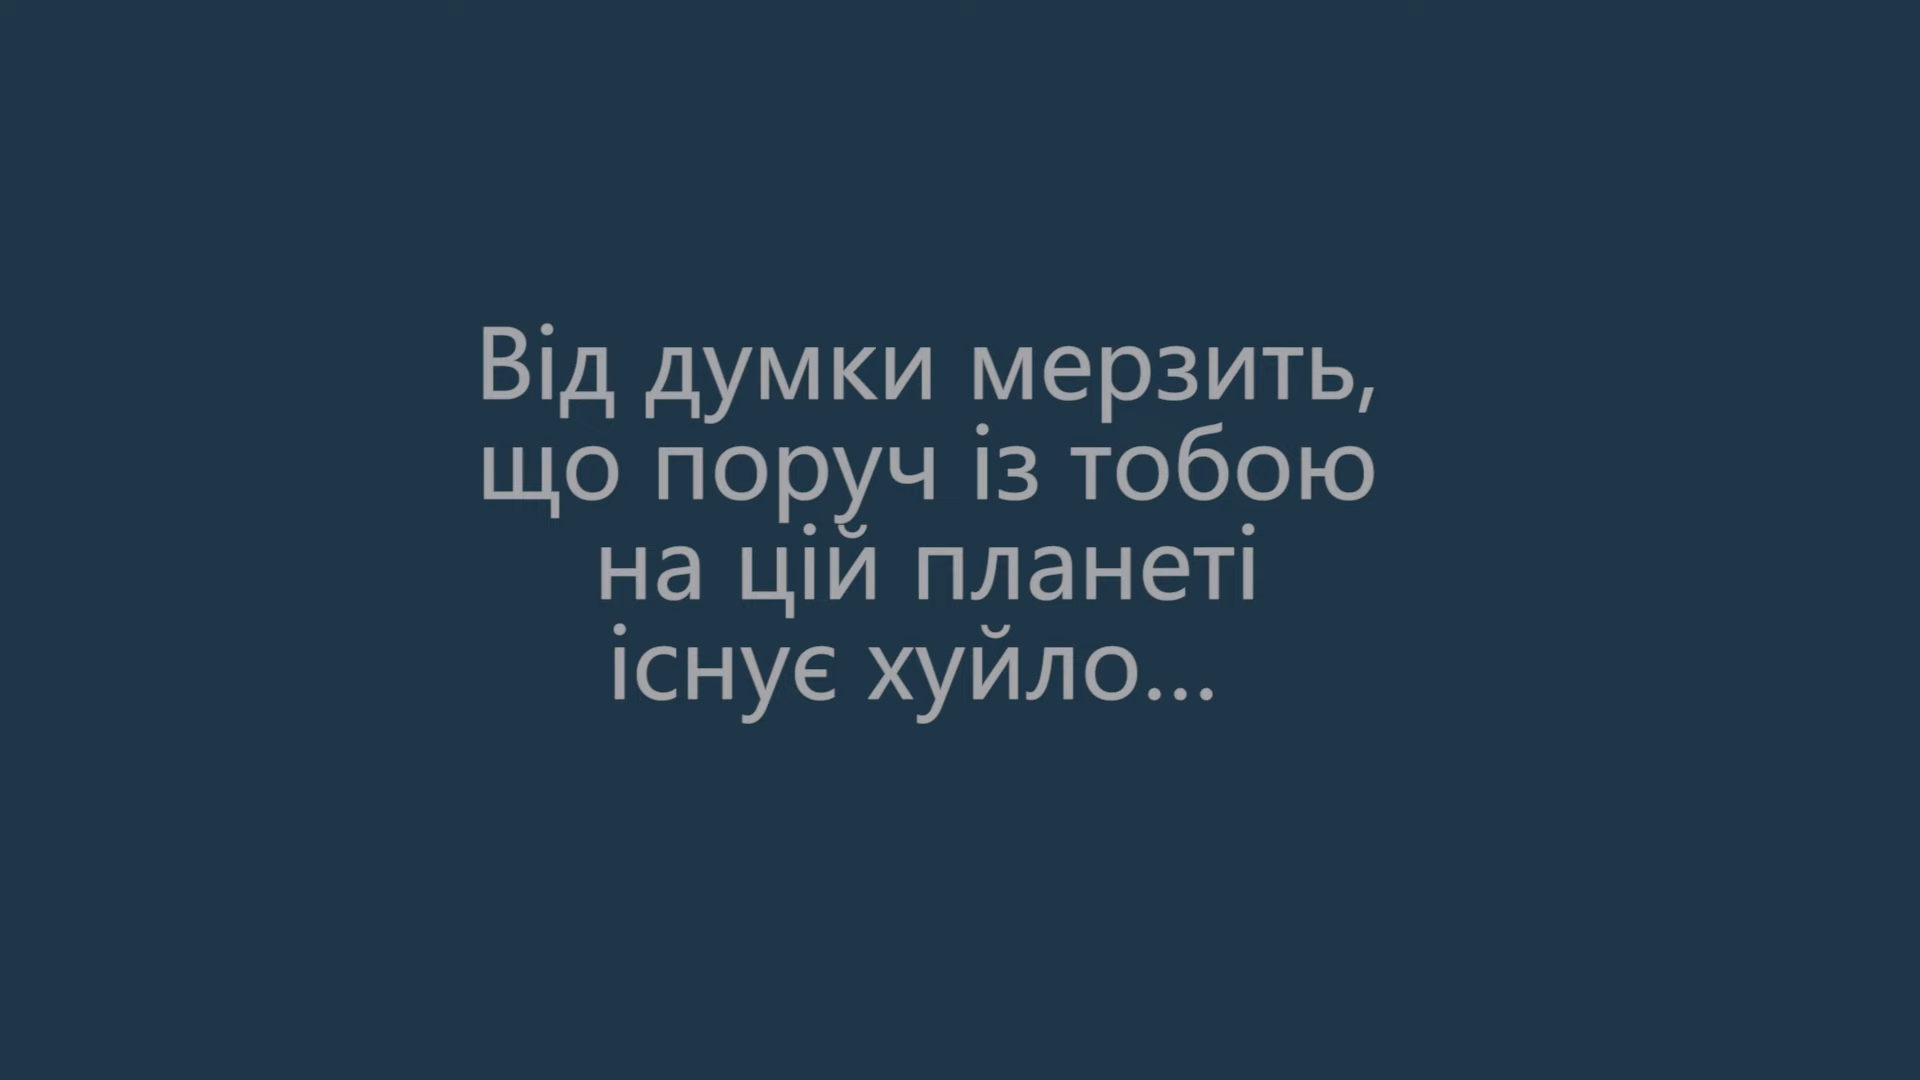 Від думки мерзить,
що поруч із тобою
на цій планеті
існує хуйло...